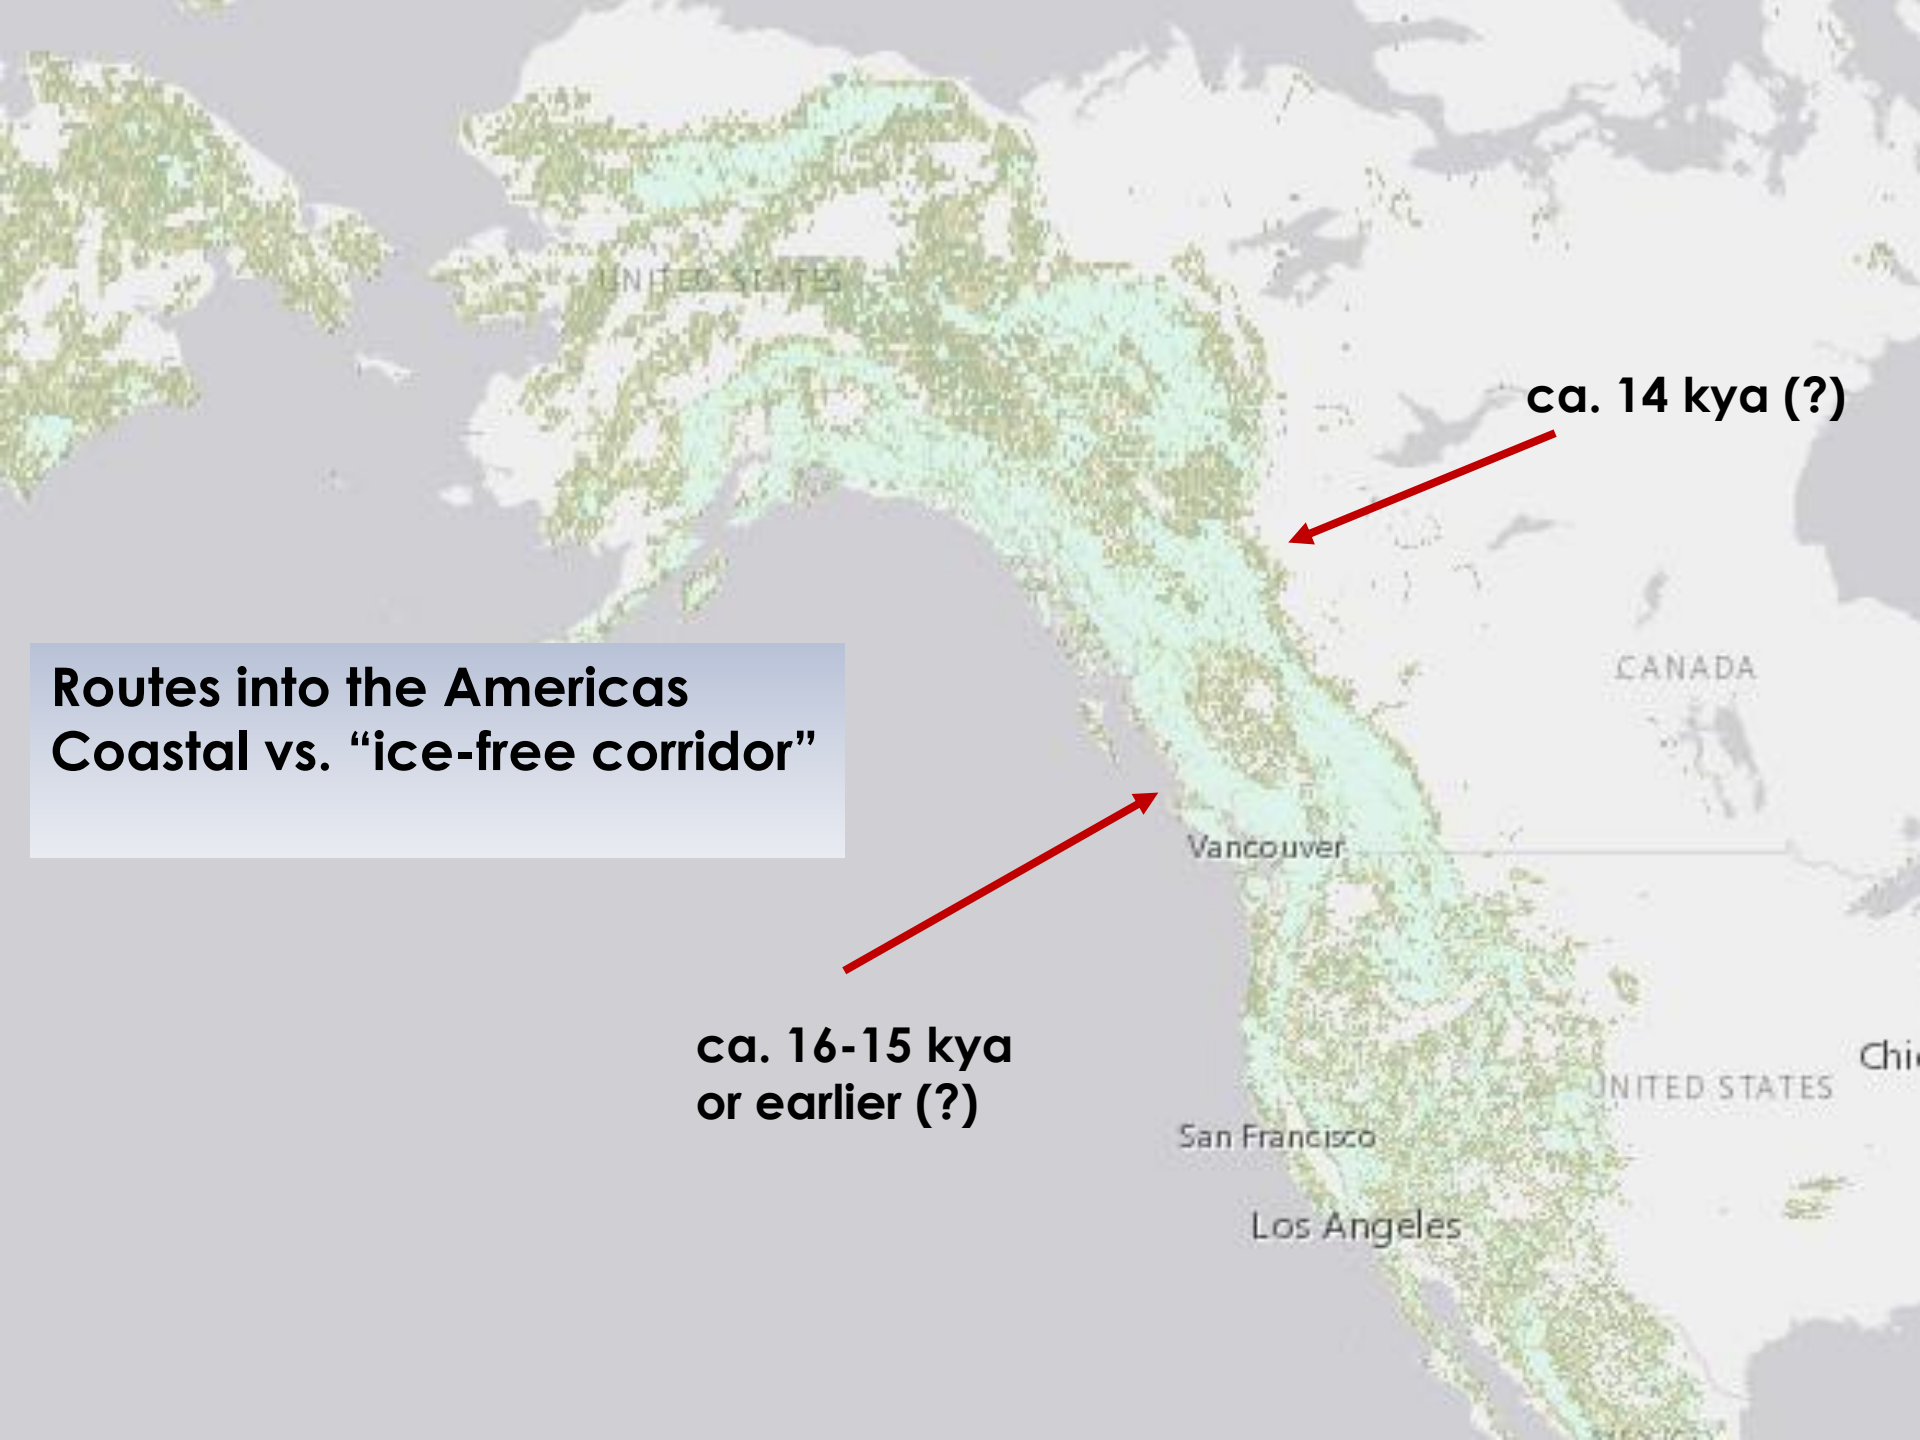 UNITED STATES
ca. 14 kya (?)
Routes into the Americas
Coastal vs. “ice-free corridor”
CANADA
Vancouver
ca. 16-15 kya
or earlier (?)
Chi
UNITED STATES
San Francisco
Los Angeles